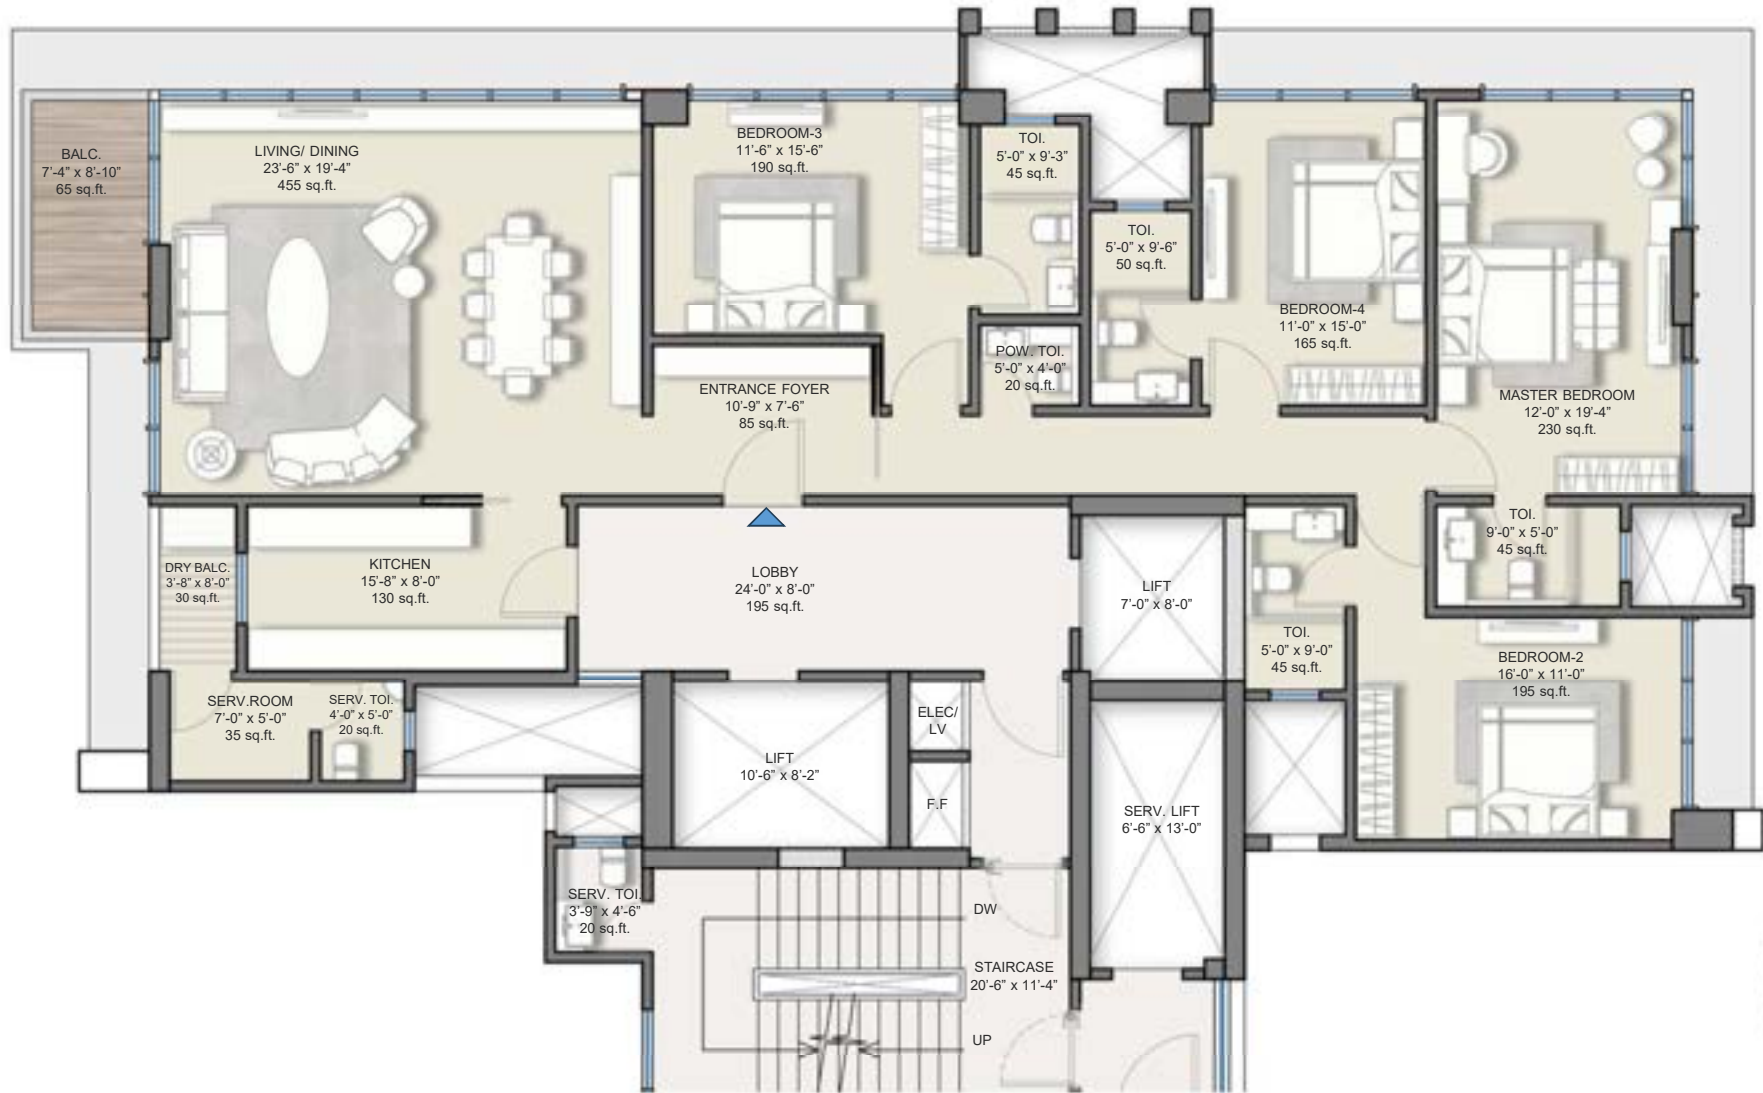 BALC.
7'-4" x 8'-10"
65 sq.ft.
LIVING/ DINING
23'-6" x 19'-4"
455 sq.ft.
BEDROOM-3
11'-6" x 15'-6"
190 sq.ft.
TOI.
5'-0" x 9'-3"
45 sq.ft.
TOI.
5'-0" x 9'-6"
50 sq.ft.
BEDROOM-4
11'-0" x 15'-0"
165 sq.ft.
POW. TOI.
5'-0" x 4'-0"
20 sq.ft.
ENTRANCE FOYER
10'-9" x 7'-6"
85 sq.ft.
MASTER BEDROOM
12'-0" x 19'-4"
230 sq.ft.
DRY BALC.
3'-8" x 8'-0"
30 sq.ft.
KITCHEN
15'-8" x 8'-0"
130 sq.ft.
LOBBY
24'-0" x 8'-0"
195 sq.ft.
LIFT
7'-0" x 8'-0"
TOI.
9'-0" x 5'-0"
45 sq.ft.
TOI.
5'-0" x 9'-0"
45 sq.ft.
BEDROOM-2
16'-0" x 11'-0"
195 sq.ft.
SERV.ROOM
7'-0" x 5'-0"
35 sq.ft.
SERV. TOI.
4'-0" x 5'-0"
20 sq.ft.
LIFT
10'-6" x 8'-2"
ELEC/
LV
F.F
SERV. LIFT
6'-6" x 13'-0"
SERV. TOI.
3'-9" x 4'-6"
20 sq.ft.
DW
STAIRCASE
20'-6" x 11'-4"
UP